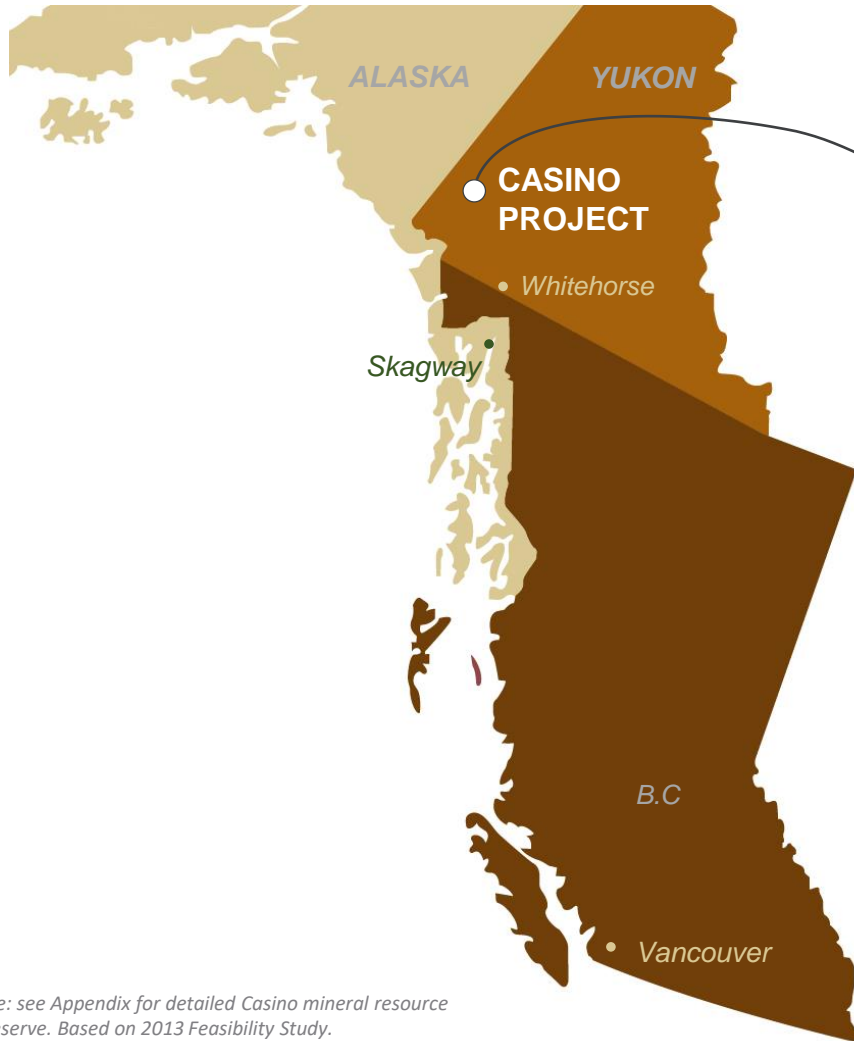 ALASKA
YUKON
CASINO
PROJECT
Whitehorse
Skagway
B.C
Vancouver
e: see Appendix for detailed Casino mineral resource
serve. Based on 2013 Feasibility Study.